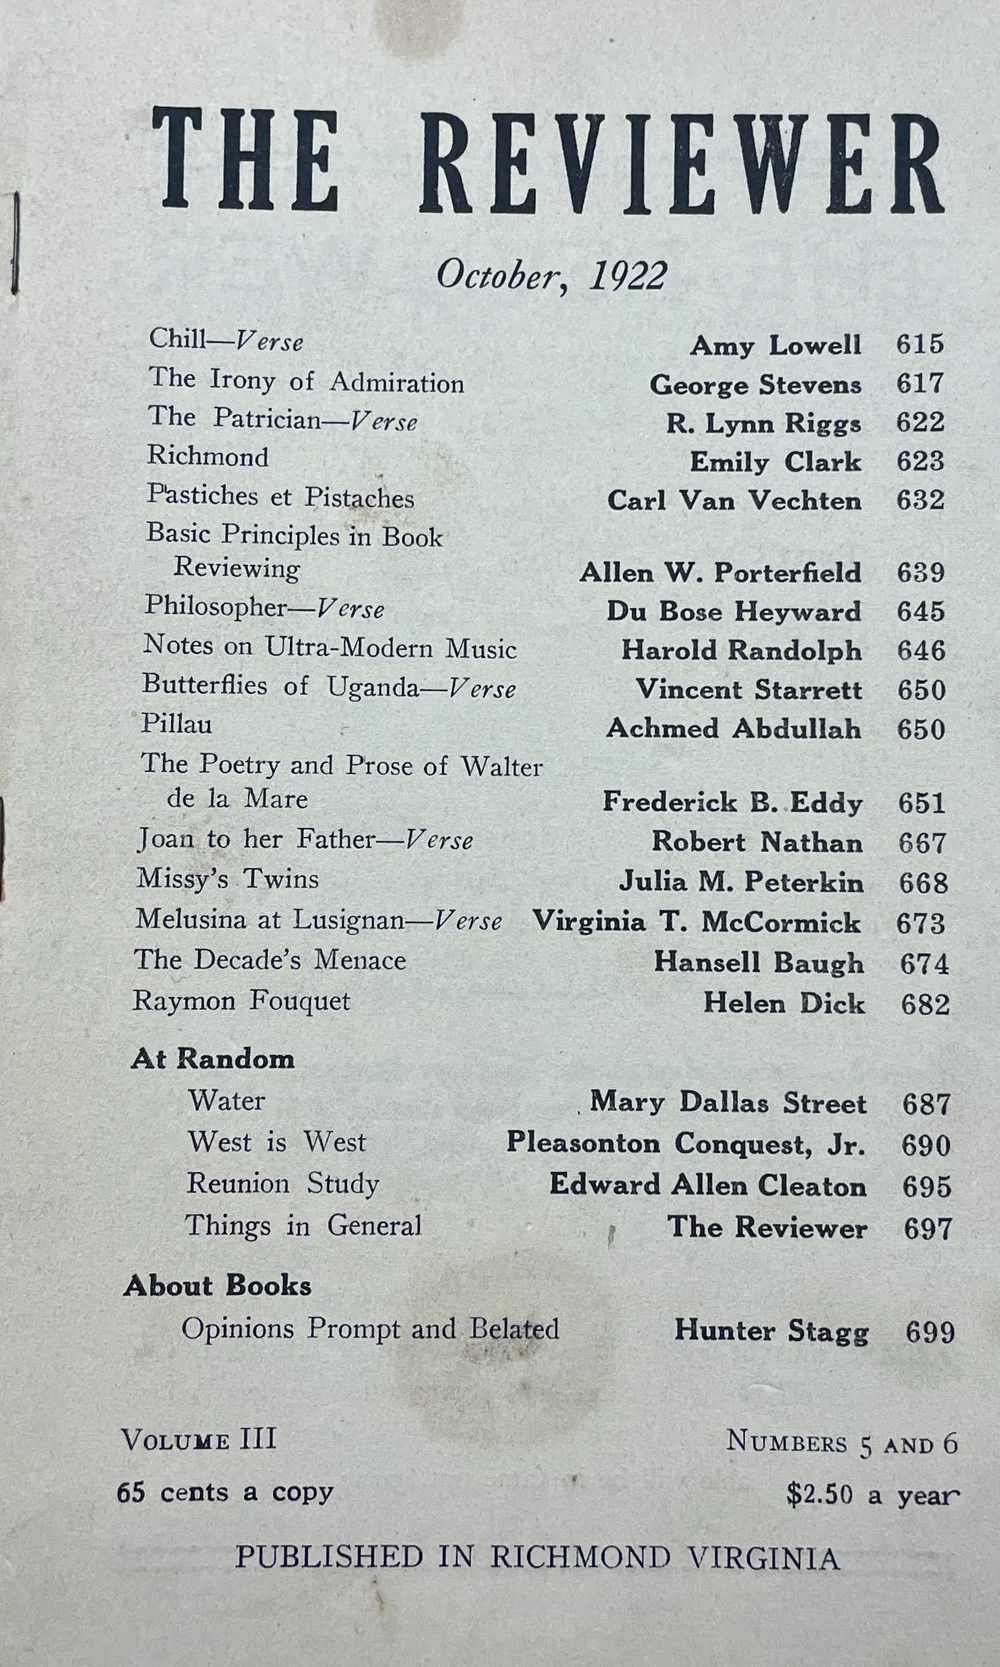 THE REVIEWER
October, 1922
Chill—Verse Amy Lowell 615
The Irony of Admiration George Stevens 617
The Patrician—Verse R. Lynn Riggs 622
Richmond Emily Clark 623
Pastiches et Pistaches Carl Van Vechten 632
Basic Principles in Book
Reviewing Allen W. Porterfield 639
Philosopher—Verse Du Bose Heyward 645
Notes on Ultra-Modern Music Harold Randolph 646
Butterflies of Uganda—Verse Vincent Starrett 650
Pillau Achmed Abdullah 650
The Poetry and Prose of Walter
de la Mare Frederick B. Eddy 651
Joan to her Father—Verse Robert Nathan 667
Missy's Twins Julia M. Peterkin 668
Melusina at Lusignan—Verse Virginia T. McCormick 673
The Decade's Menace Hansell Baugh 674
Raymon Fouquet Helen Dick 682
At Random
Water Mary Dallas Street 687
West is West Pleasonton Conquest, Jr. 690
Reunion Study Edward Allen Cleaton 695
Things in General The Reviewer 697
About Books
Opinions Prompt and Belated Hunter Stagg 699
VOLUME III NUMBERS 5 AND 6
65 cents a copy $2.50 a year
PUBLISHED IN RICHMOND VIRGINIA